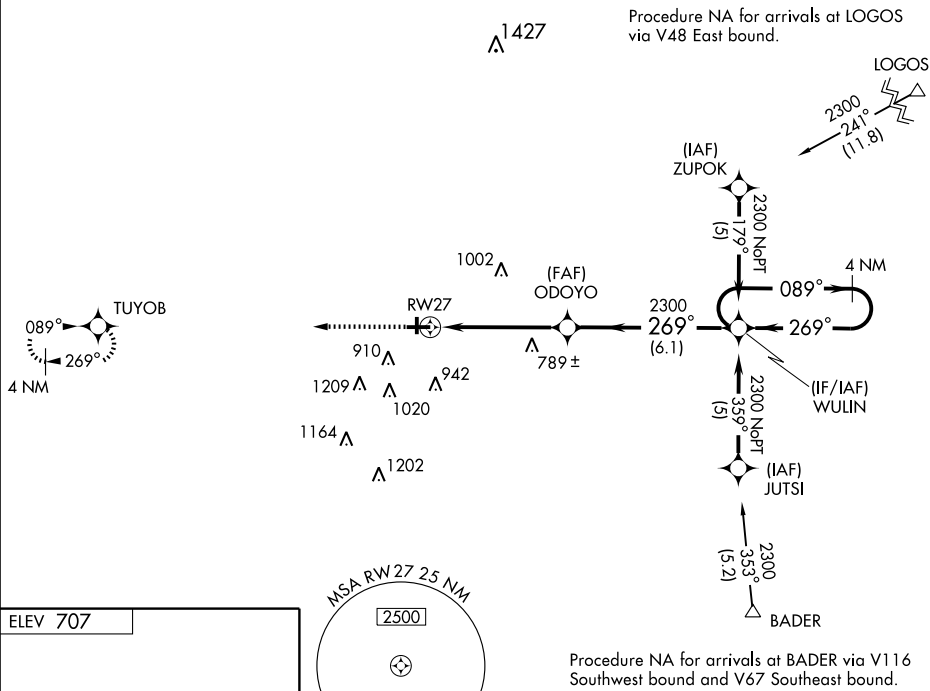 Procedure NA for arrivals at LOGOS
via V48 East bound.
1427
LOGOS
2300
241°
(11.8)
(IAF)
ZUPOK
2300 NoPT
179°
(5)
4 NM
089°
1002
(FAF)
ODOYO
TUYOB
RW27
2300
269°
(6.1)
269°
089°
269°
4 NM
910
789 ±
1209
942
1020
(IF/IAF)
WULIN
2300 NoPT
359°
(5)
1164
1202
(IAF)
JUTSI
2300
353°
(5.2)
MSA RW27 25 NM
2500
ELEV 707
BADER
Procedure NA for arrivals at BADER via V116
Southwest bound and V67 Southeast bound.